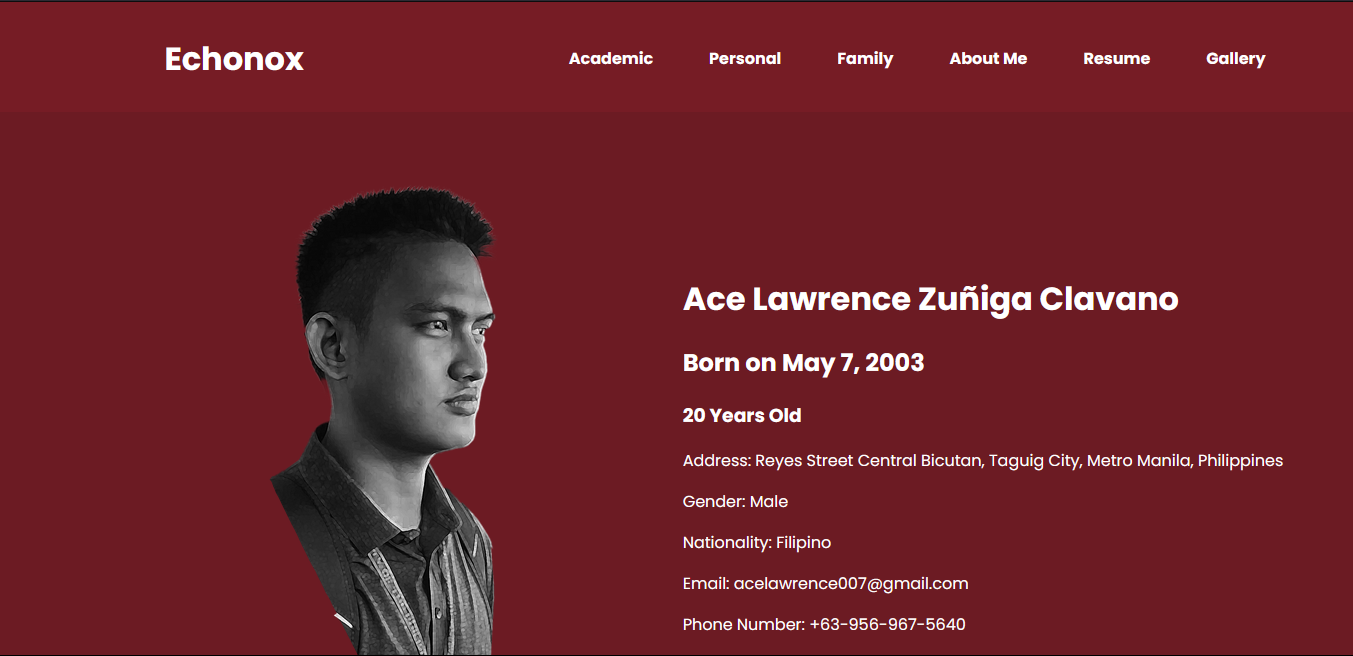 Echonox
Academic Personal Family About Me Resume Gallery
Ace Lawrence Zuñiga Clavano
Born on May 7, 2003
20 Years Old
Address: Reyes Street Central Bicutan, Taguig City, Metro Manila, Philippines
Gender: Male
Nationality: Filipino
Email: acelawrence007@gmail.com
Phone Number: +63-956-967-5640